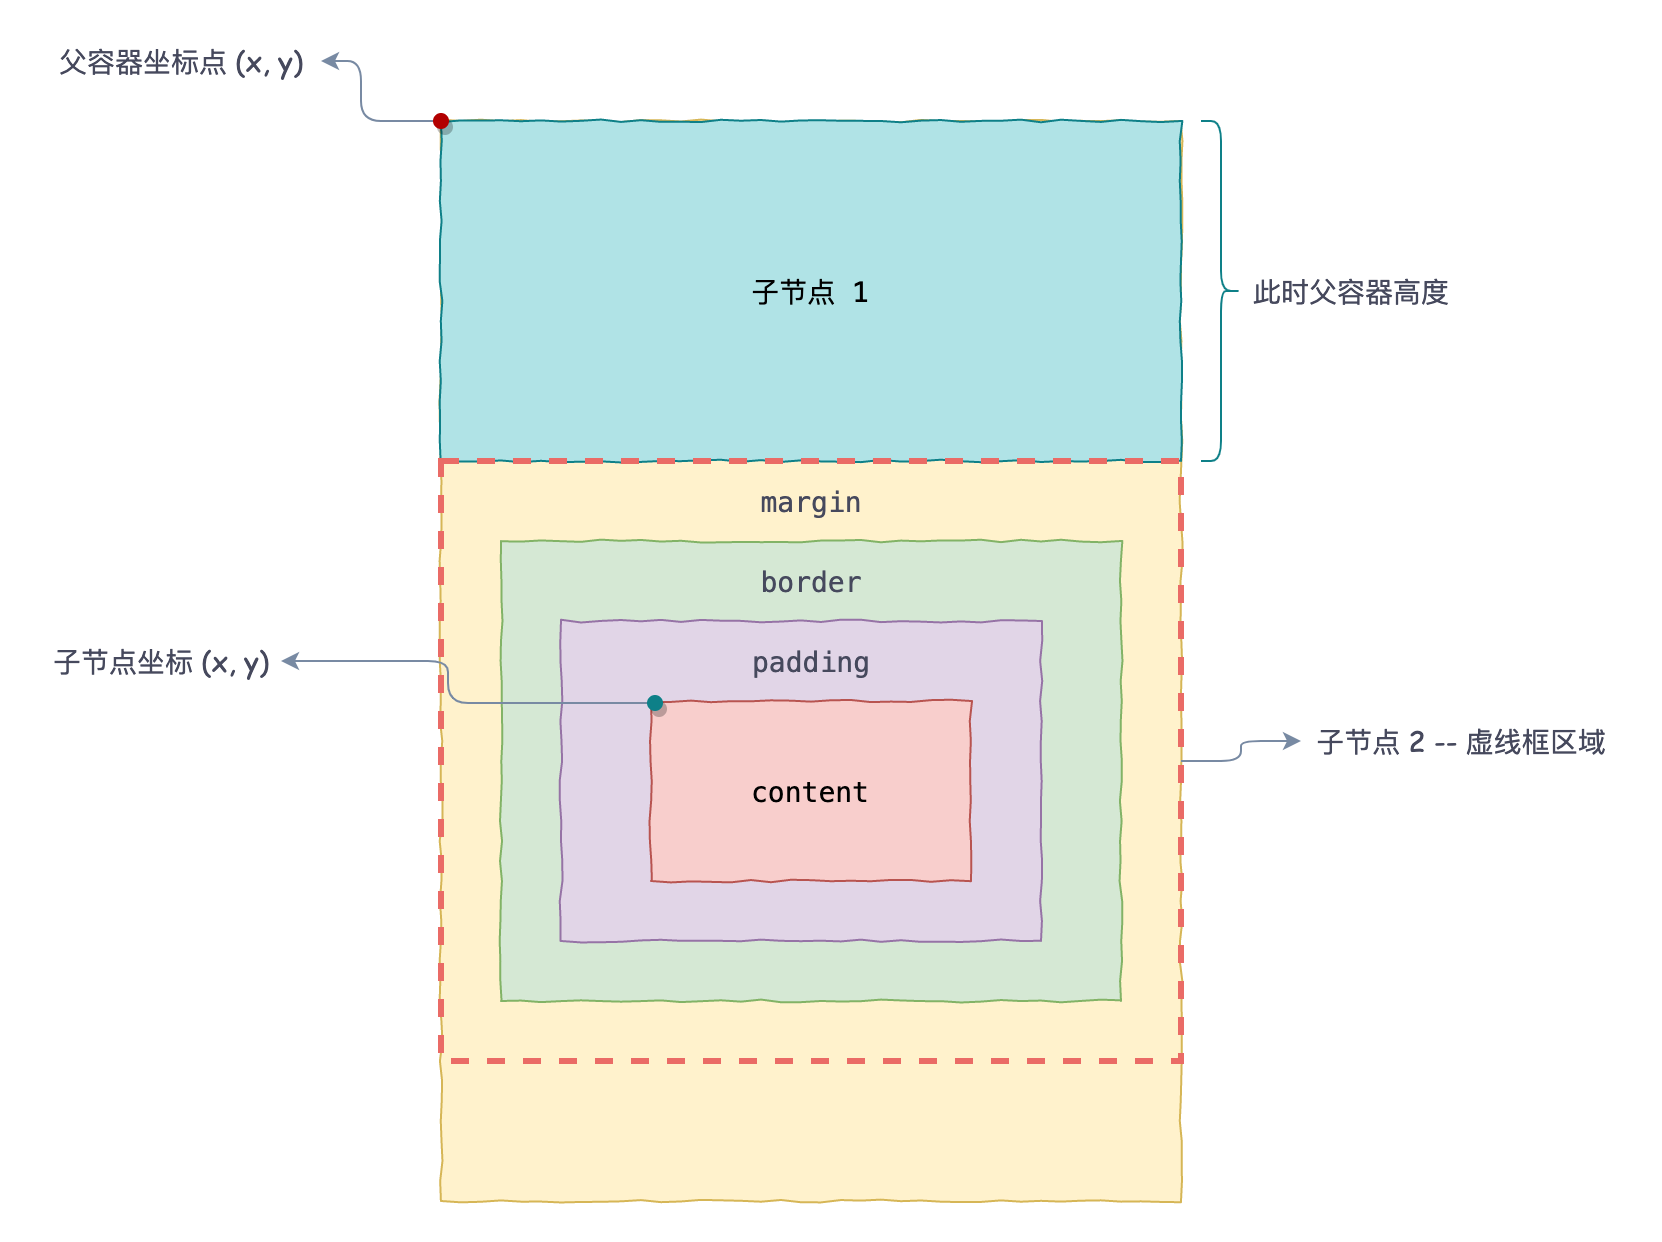 父容器坐标点 (x, y)
子节点 1
此时父容器高度
margin
border
子节点坐标 (x, y)
padding
子节点 2 -- 虚线框区域
content